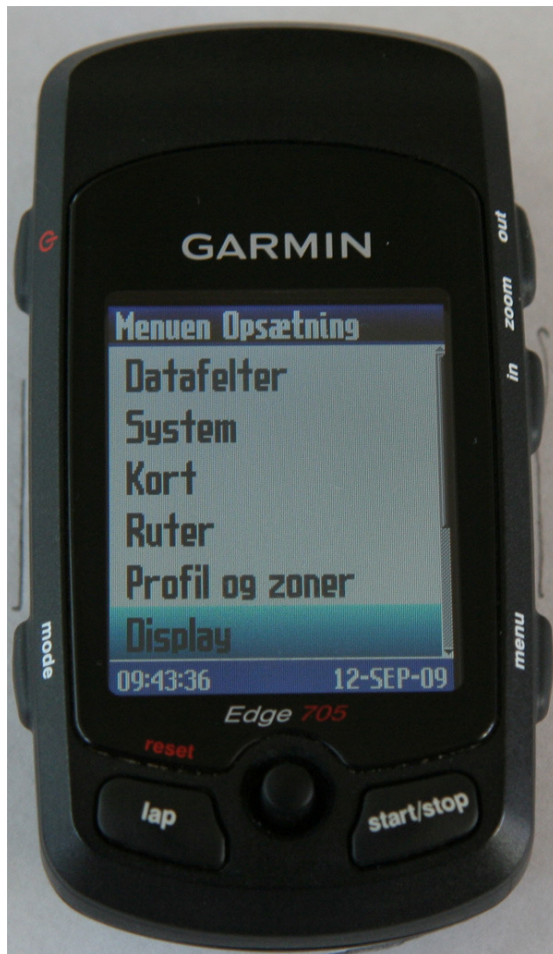 GARMIN
out
zoom
in
Menuen Opsætning
Datafelter
System
Kort
Ruter
Profil og zoner
Display
09:43:36 12-SEP-09
mode
menu
Edge 705
reset
lap
start/stop